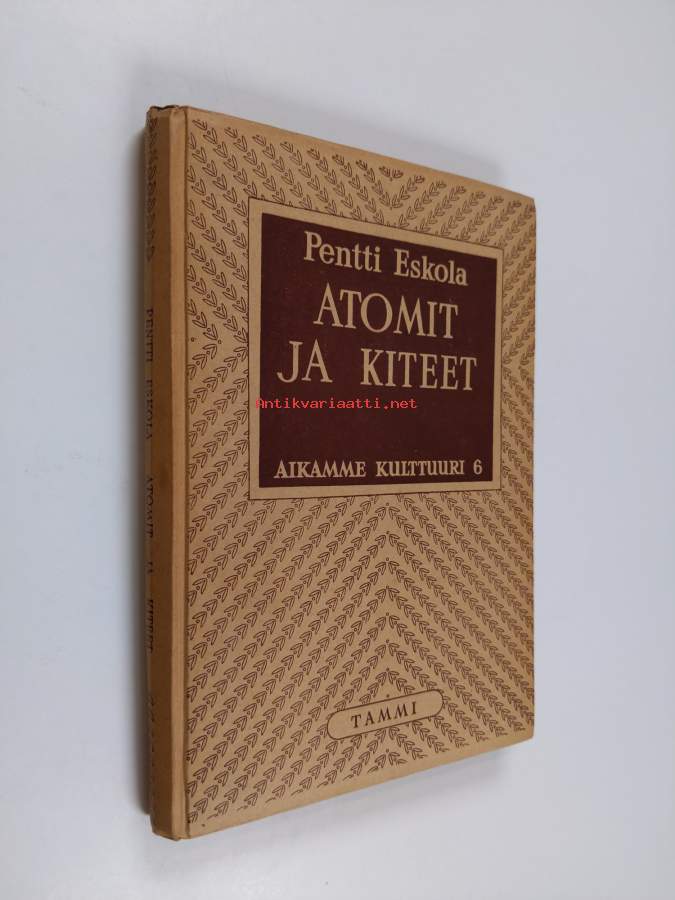 Pentti Eskola
ATOMIT
JA KITEET
Antikvariaatti.net
AIKAMME KULTTUURI 6
TAMMI
PENTTI ESKOLA ATOMIT JA KITEET